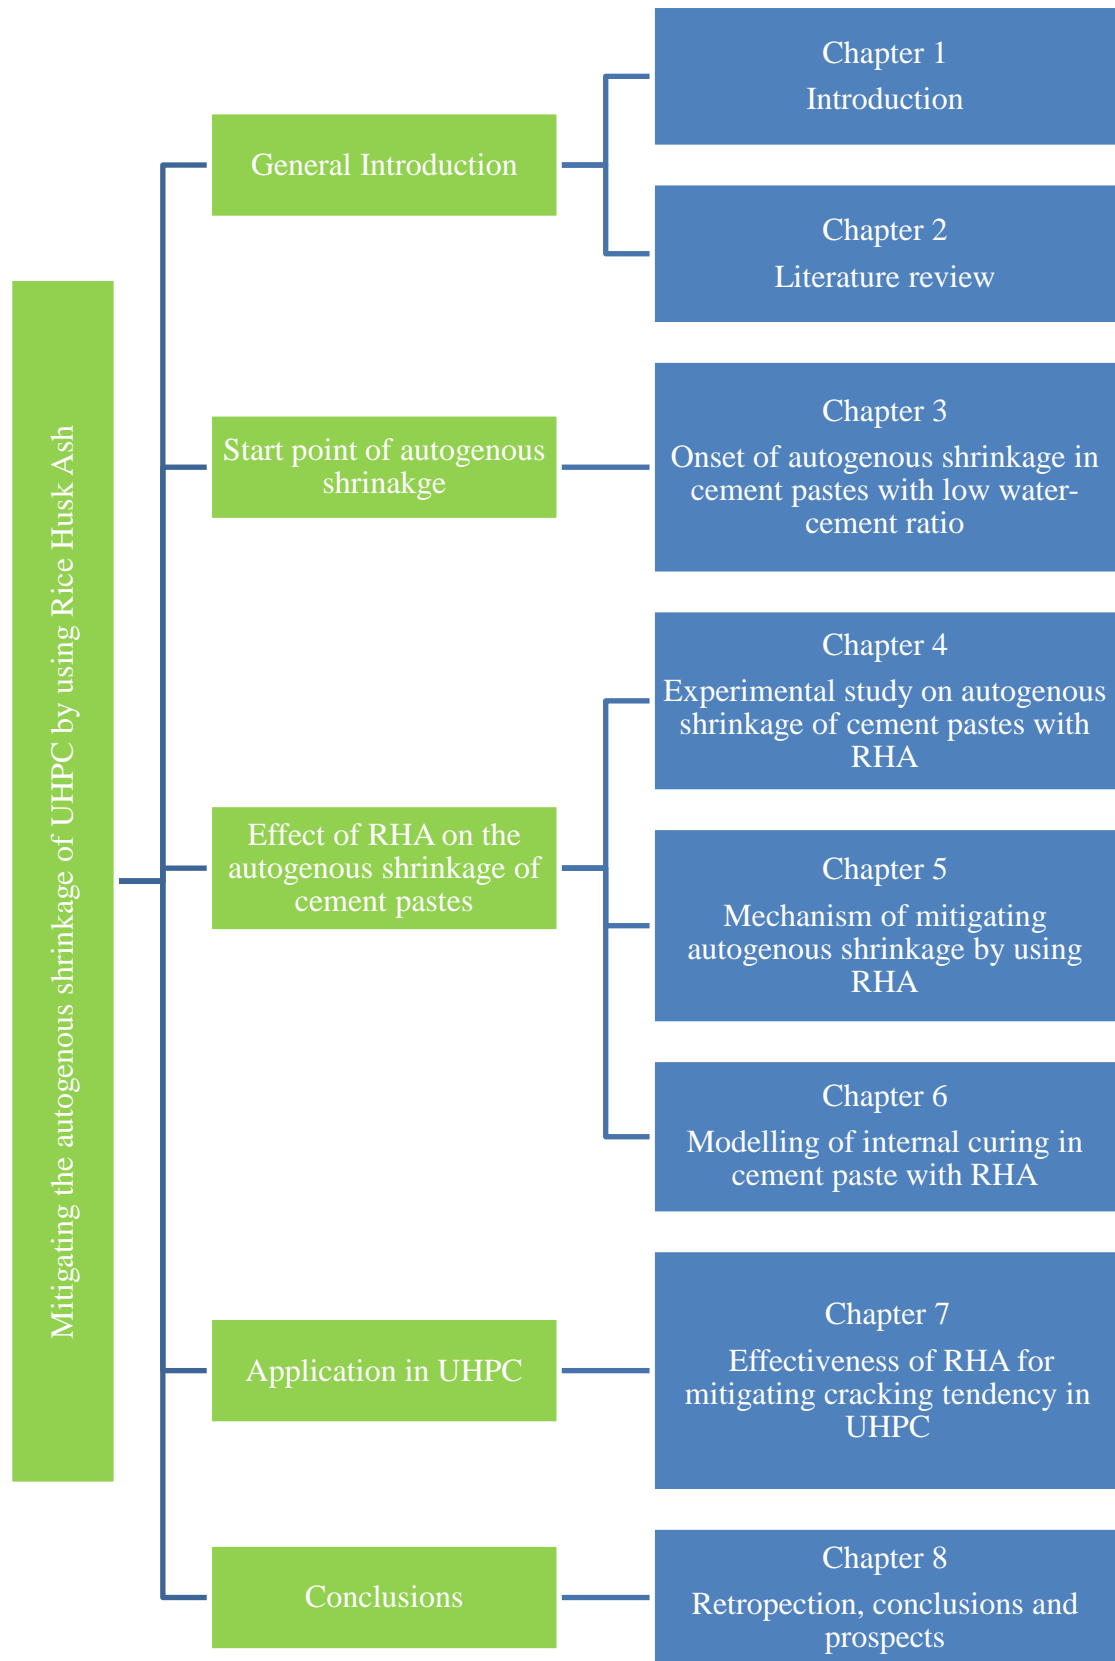 Mitigating the autogenous shrinkage of UHPC by using Rice Husk Ash
General Introduction
Chapter 1
Introduction
Chapter 2
Literature review
Start point of autogenous
shrinakge
Chapter 3
Onset of autogenous shrinkage in
cement pastes with low water-
cement ratio
Effect of RHA on the
autogenous shrinkage of
cement pastes
Chapter 4
Experimental study on autogenous
shrinkage of cement pastes with
RHA
Chapter 5
Mechanism of mitigating
autogenous shrinkage by using
RHA
Chapter 6
Modelling of internal curing in
cement paste with RHA
Application in UHPC
Chapter 7
Effectiveness of RHA for
mitigating cracking tendency in
UHPC
Conclusions
Chapter 8
Retropection, conclusions and
prospects